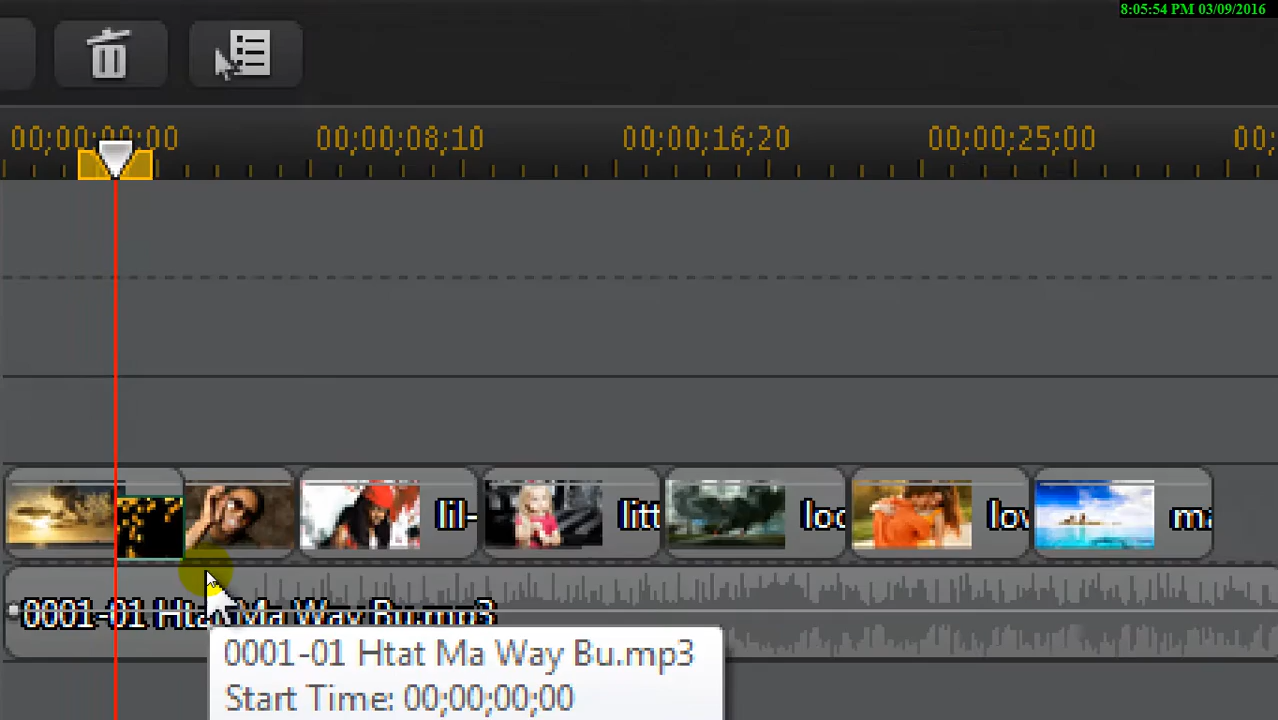 8:05:54 PM 03/09/2016
00;00;00;00 00;00;08;10 00;00;16;20 00;00;25;00 00;
lil- litt loc lov ma
0001-01 Htat Ma Way Bu.mp3
0001-01 Htat Ma Way Bu.mp3
Start Time: 00;00;00;00